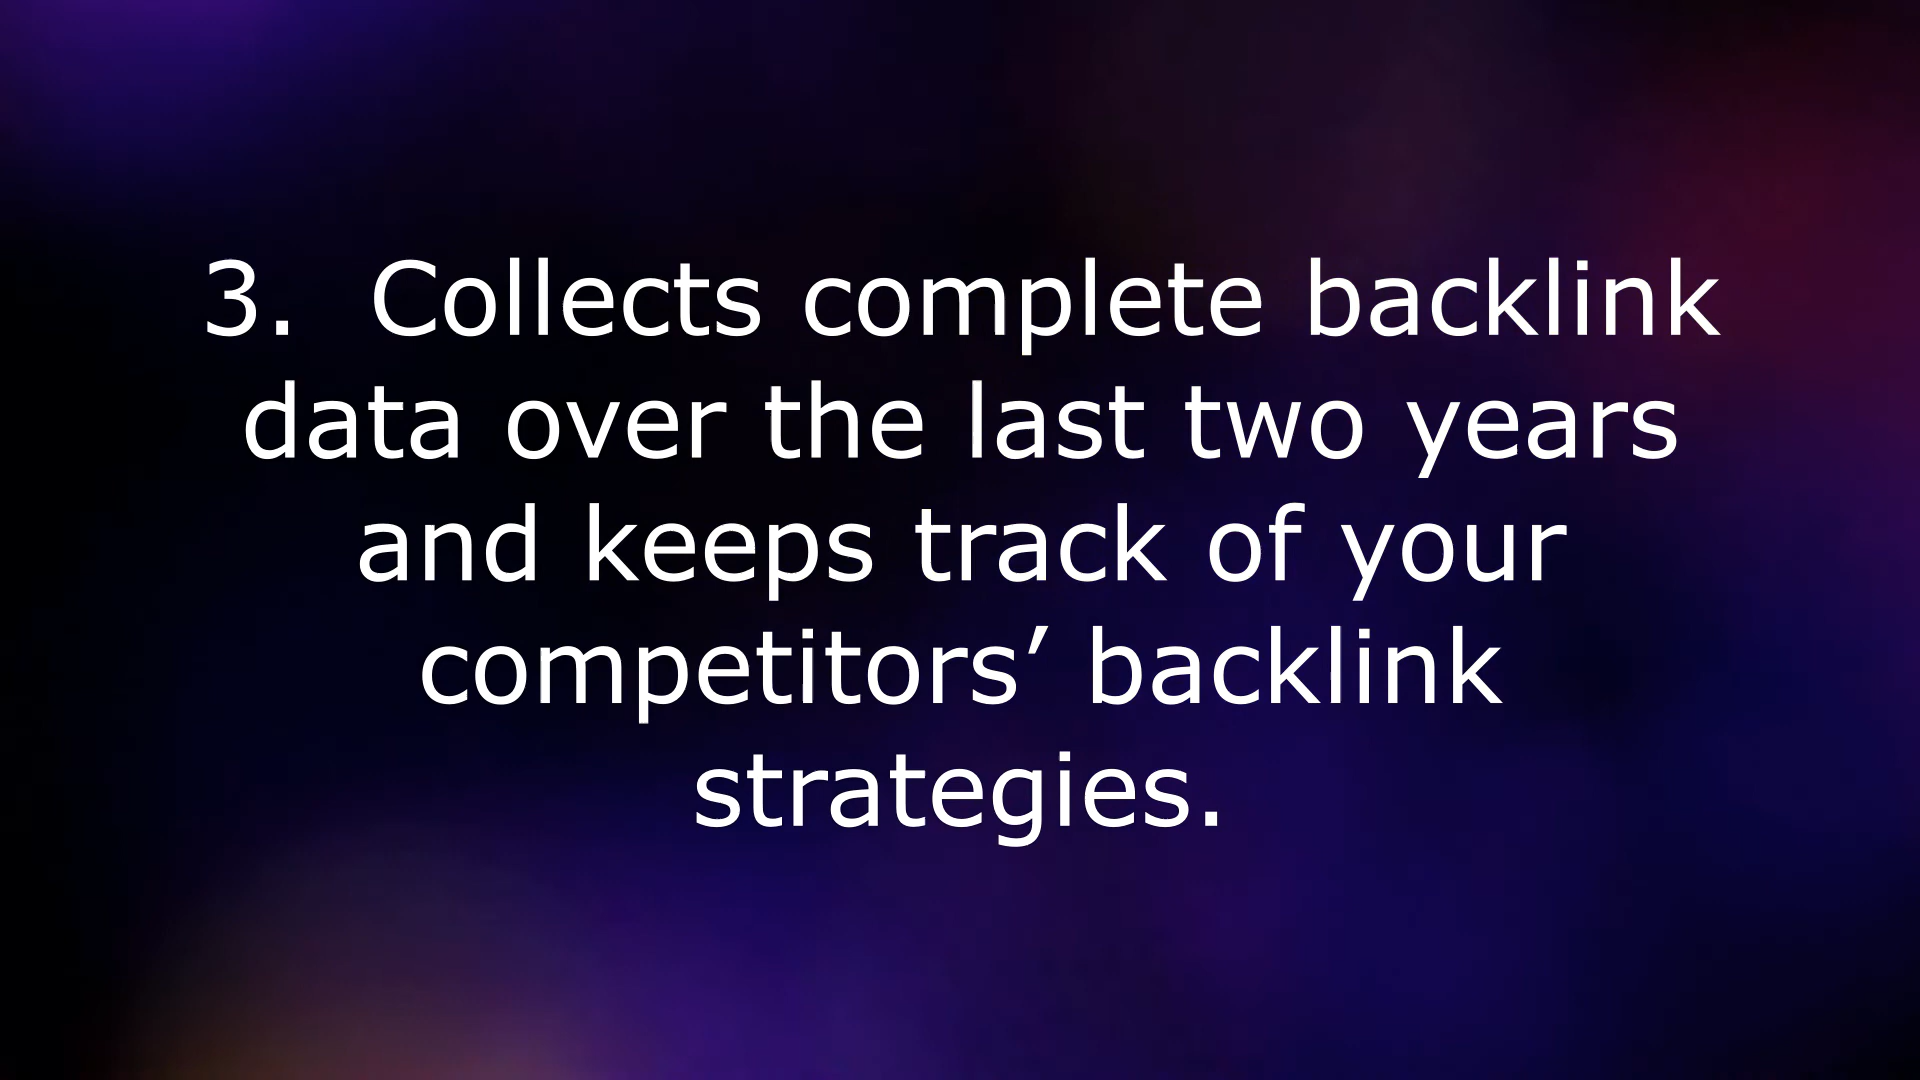 3.  Collects complete backlink
data over the last two years
and keeps track of your
competitors’ backlink
strategies.